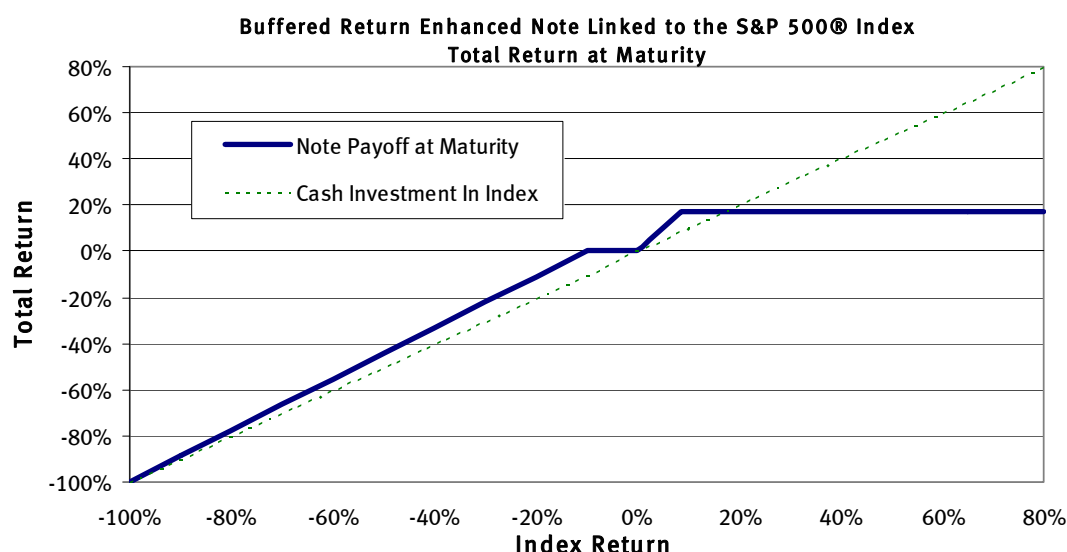 Buffered Return Enhanced Note Linked to the S&P 500® Index
Total Return at Maturity
80%
60%
40%
20%
0%
-20%
-40%
-60%
-80%
-100%
Total Return
Note Payoff at Maturity
Cash Investment In Index
-100% -80% -60% -40% -20% 0% 20% 40% 60% 80%
Index Return